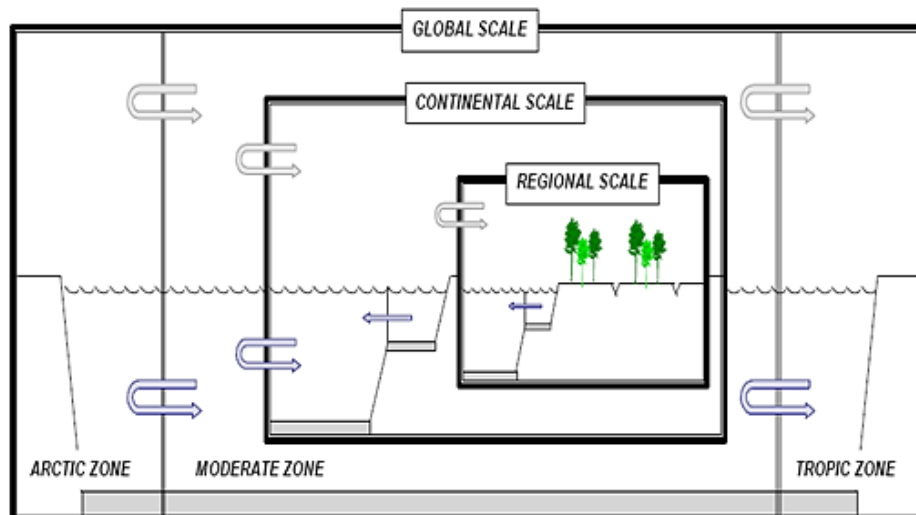 GLOBAL SCALE
CONTINENTAL SCALE
REGIONAL SCALE
ARCTIC ZONE
MODERATE ZONE
TROPIC ZONE